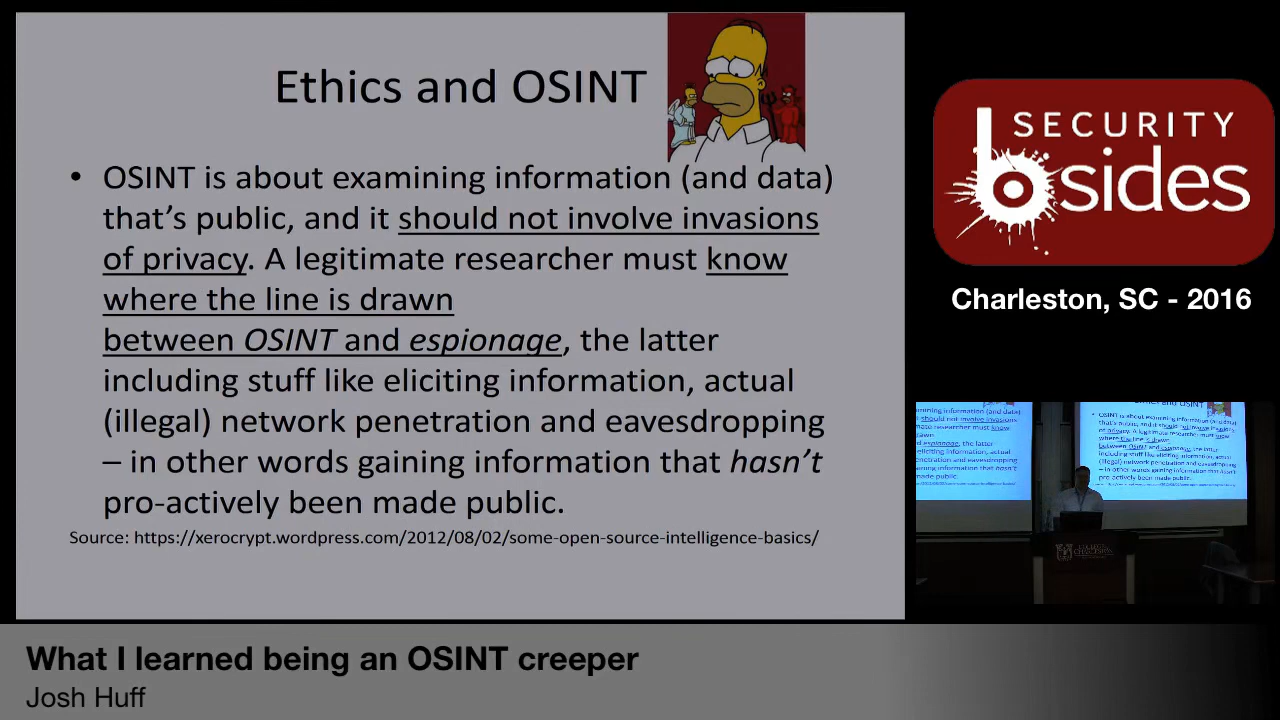 Ethics and OSINT
• OSINT is about examining information (and data)
that's public, and it should not involve invasions
of privacy. A legitimate researcher must know
where the line is drawn
between OSINT and espionage, the latter
including stuff like eliciting information, actual
(illegal) network penetration and eavesdropping
– in other words gaining information that hasn't
pro-actively been made public.
Source: https://xerocrypt.wordpress.com/2012/08/02/some-open-source-intelligence-basics/
SECURITY
bsides
Charleston, SC - 2016
What I learned being an OSINT creeper
Josh Huff